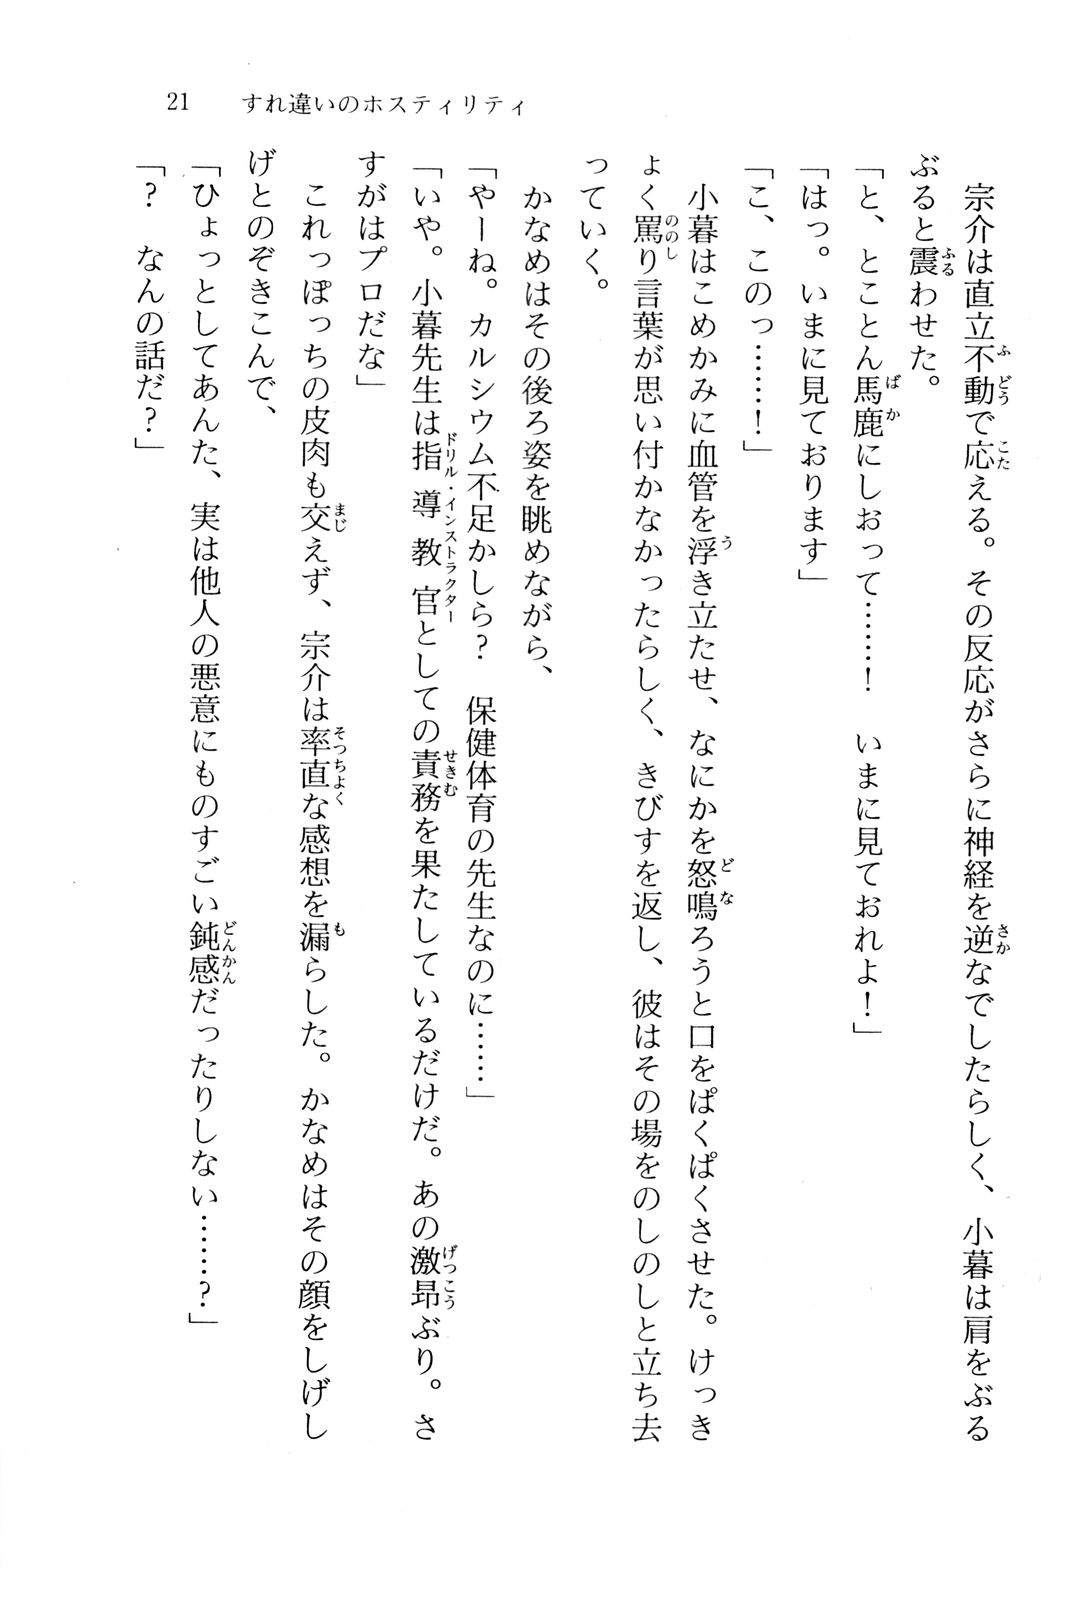 21　すれ違いのホスティリティ
　宗介は直立不動で応える。その反応がさらに神経を逆なでしたらしく、小暮は肩をぶる
ぶると震わせた。
「と、とことん馬鹿にしおって……！　いまに見ておれよ！」
「はっ。いまに見ております」
「こ、このっ……！」
　小暮はこめかみに血管を浮き立たせ、なにかを怒鳴ろうと口をぱくぱくさせた。けっき
ょく罵り言葉が思い付かなかったらしく、きびすを返し、彼はその場をのしのしと立ち去
っていく。
　かなめはその後ろ姿を眺めながら、
「やーね。カルシウム不足かしら？　保健体育の先生なのに……」
「いや。小暮先生は指導教官としての責務を果たしているだけだ。あの激昂ぶり。さ
すがはプロだな」
　これっぽっちの皮肉も交えず、宗介は率直な感想を漏らした。かなめはその顔をしげし
げとのぞきこんで、
「ひょっとしてあんた、実は他人の悪意にものすごい鈍感だったりしない……？」
「？　なんの話だ？」